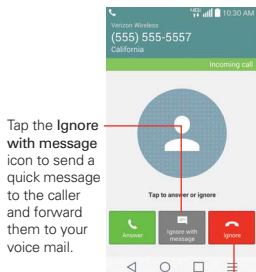 Tap the Ignore
with message
icon to send a
quick message
to the caller
and forward
them to your
voice mail.
10:30 AM
Verizon Wireless
(555) 555-5557
California
Incoming call
Tap to answer or ignore
Answer
Ignore with
message
Ignore